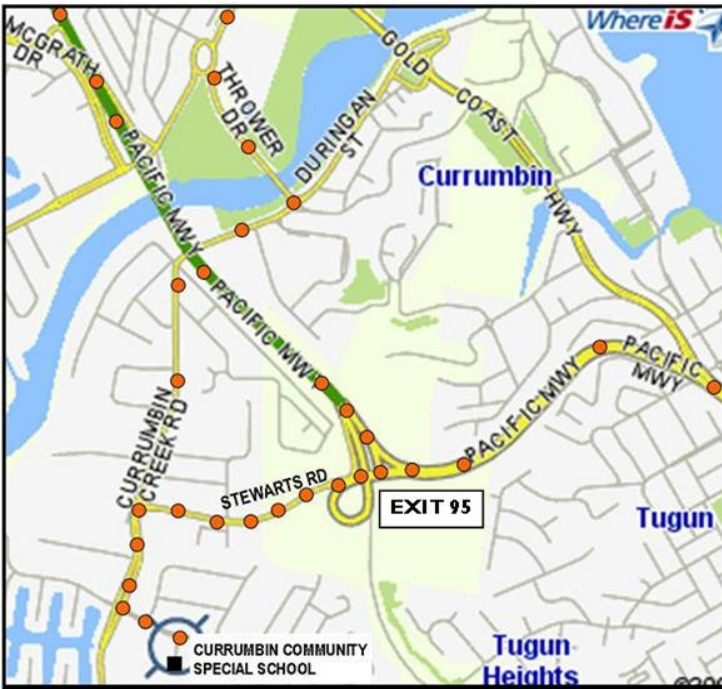 WhereiS
MCGRATH
DR
THROWER
DR
GOLD
COAST
HWY
DURINGAN
ST
PACIFIC MWY
Currumbin
PACIFIC MWY
PACIFIC
MWY
PACIFIC MWY
CURRUMBIN
CREEK RD
STEWARTS RD
EXIT 95
Tugun
CURRUMBIN COMMUNITY
SPECIAL SCHOOL
Tugun
Heights